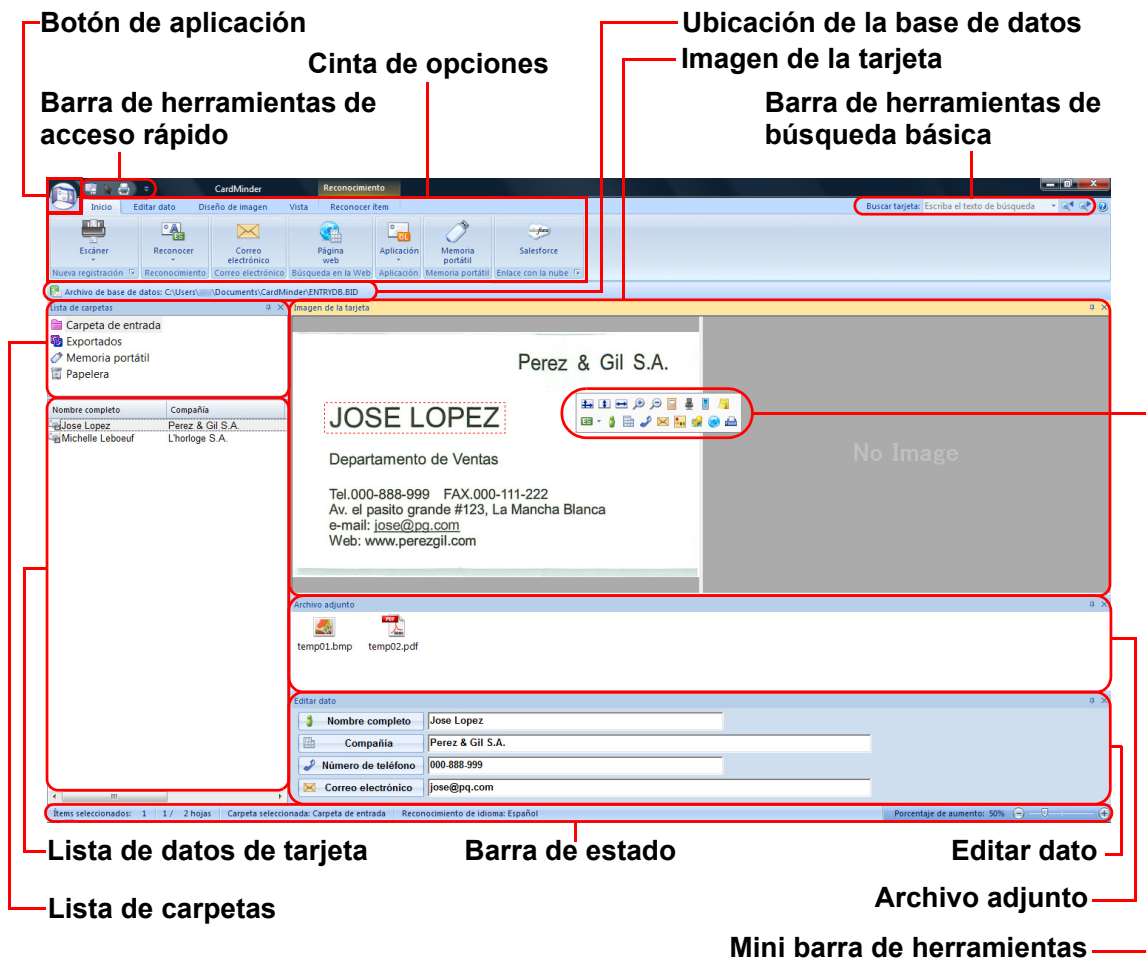 Botón de aplicación
Ubicación de la base de datos
Cinta de opciones
Imagen de la tarjeta
Barra de herramientas de
acceso rápido
Barra de herramientas de
búsqueda básica
CardMinder
Reconocimiento
Inicio
Editar dato
Diseño de imagen
Vista
Reconocer ítem
Buscar tarjeta: Escriba el texto de búsqueda
Escáner
Reconocer
Correo
electrónico
Página
web
Aplicación
Memoria
portátil
Salesforce
Nueva registración
Reconocimiento
Correo electrónico
Búsqueda en la Web
Aplicación
Memoria portátil
Enlace con la nube
Archivo de base de datos: C:\Users\ \Documents\CardMinder\ENTRYDB.BID
Lista de carpetas
Carpeta de entrada
Exportados
Memoria portátil
Papelera
Nombre completo
Compañía
Jose Lopez
Perez & Gil S.A.
Michelle Leboeuf
L'horloge S.A.
Imagen de la tarjeta
Perez & Gil S.A.
JOSE LOPEZ
Departamento de Ventas
Tel.000-888-999 FAX.000-111-222
Av. el pasito grande #123, La Mancha Blanca
e-mail: jose@pg.com
Web: www.perezgil.com
No Image
Archivo adjunto
PDF
temp01.bmp
temp02.pdf
Editar dato
Nombre completo
Jose Lopez
Compañía
Perez & Gil S.A.
Número de teléfono
000-888-999
Correo electrónico
jose@pq.com
Ítems seleccionados: 1
1 / 2 hojas
Carpeta seleccionada: Carpeta de entrada
Reconocimiento de idioma: Español
Porcentaje de aumento: 50%
Lista de datos de tarjeta
Barra de estado
Editar dato
Lista de carpetas
Archivo adjunto
Mini barra de herramientas